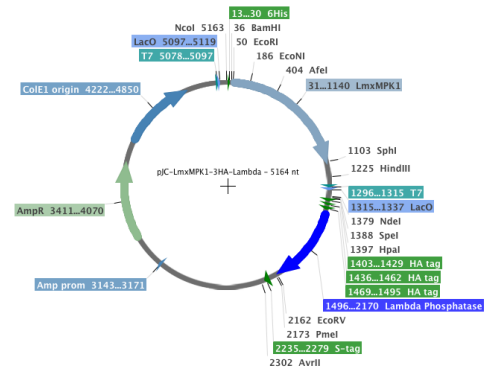 13...30 6His
NcoI 5163
36 BamHI
LacO 5097...5119
50 EcoRI
T7 5078...5097
186 EcoNI
404 AfeI
ColE1 origin 4222...4850
31...1140 LmxMPK1
1103 SphI
1225 HindIII
pJC-LmxMPK1-3HA-Lambda - 5164 nt
1296...1315 T7
1315...1337 LacO
AmpR 3411...4070
1379 NdeI
1388 SpeI
1397 HpaI
1403...1429 HA tag
1436...1462 HA tag
1469...1495 HA tag
Amp prom 3143...3171
1496...2170 Lambda Phosphatase
2162 EcoRV
2173 PmeI
2235...2279 S-tag
2302 AvrII